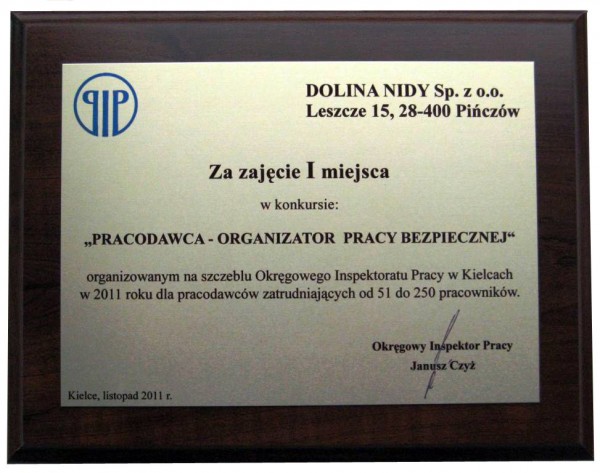 PIP
DOLINA NIDY Sp. z o.o.
Leszcze 15, 28-400 Pińczów
Za zajęcie I miejsca
w konkursie:
„PRACODAWCA - ORGANIZATOR PRACY BEZPIECZNEJ“
organizowanym na szczeblu Okręgowego Inspektoratu Pracy w Kielcach
w 2011 roku dla pracodawców zatrudniających od 51 do 250 pracowników.
Okręgowy Inspektor Pracy
Janusz Czyż
Kielce, listopad 2011 r.